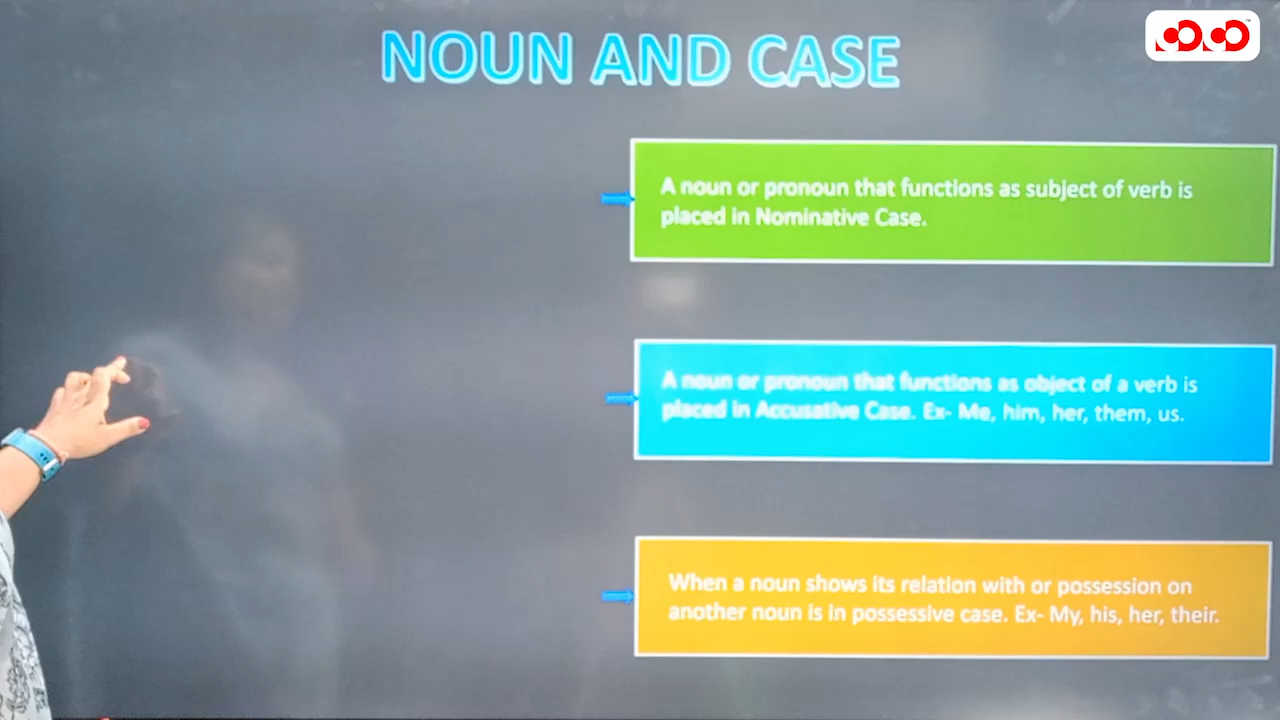 NOUN AND CASE
A noun or pronoun that functions as subject of verb is
placed in Nominative Case.
A noun or pronoun that functions as object of a verb is
placed in Accusative Case. Ex- Me, him, her, them, us.
When a noun shows its relation with or possession on
another noun is in possessive case. Ex- My, his, her, their.